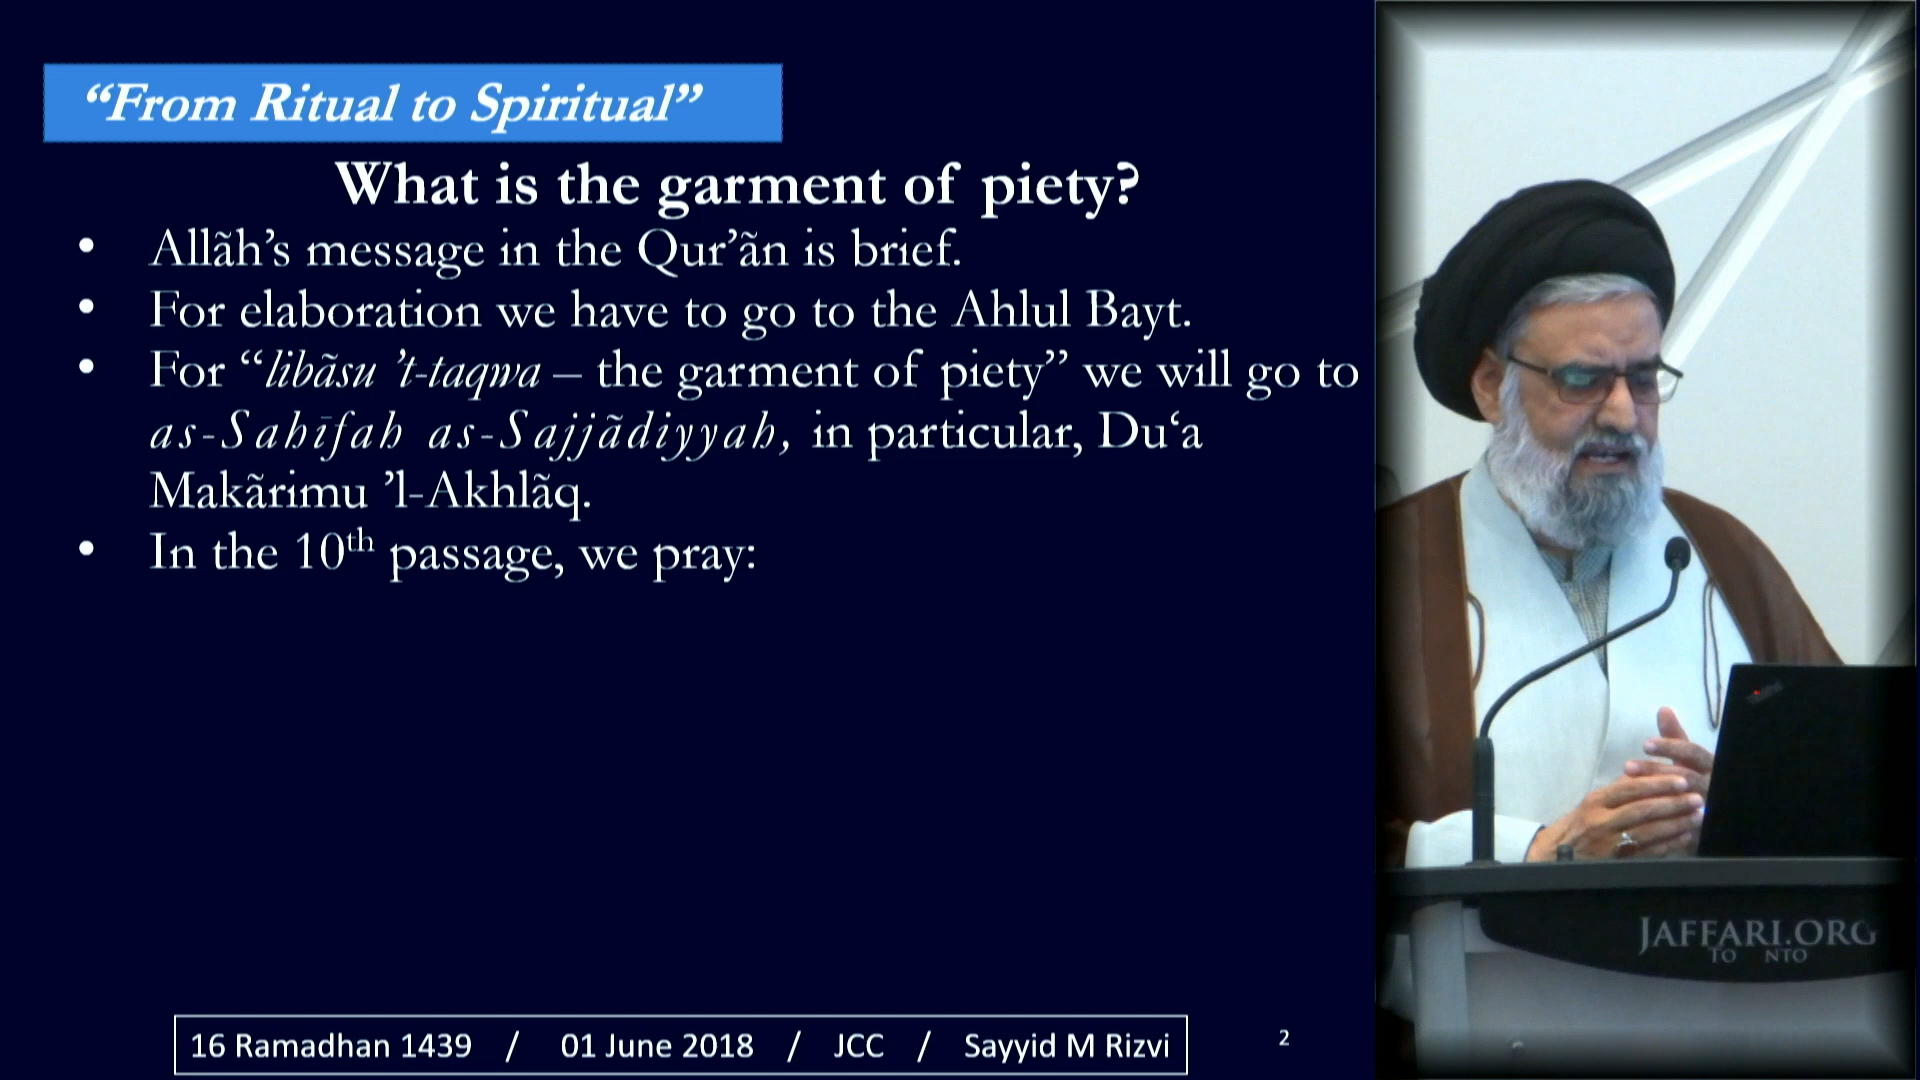 “From Ritual to Spiritual”
What is the garment of piety?
• Allãh’s message in the Qur’ãn is brief.
• For elaboration we have to go to the Ahlul Bayt.
• For “libãsu ’t-taqwa – the garment of piety” we will go to
as-Sahīfah as-Sajjãdiyyah, in particular, Du‘a
Makãrimu ’l-Akhlãq.
• In the 10th passage, we pray:
16 Ramadhan 1439 / 01 June 2018 / JCC / Sayyid M Rizvi
2
ThinkPad
JAFFARI.ORG
TO NTO